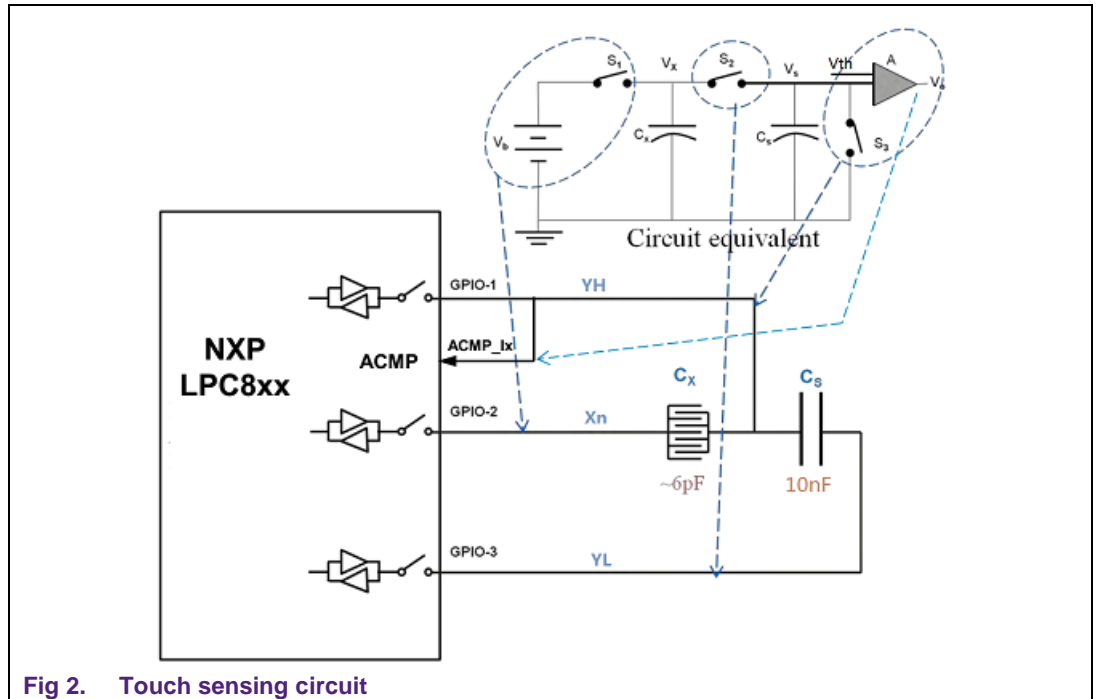 S1 Vx S2 Vs Vth A
Vo
Vb Cx Cs S3
Circuit equivalent
GPIO-1 YH
NXP
LPC8xx
ACMP ACMP_Ix
Cx Cs
GPIO-2 Xn
~6pF 10nF
GPIO-3 YL
Fig 2. Touch sensing circuit